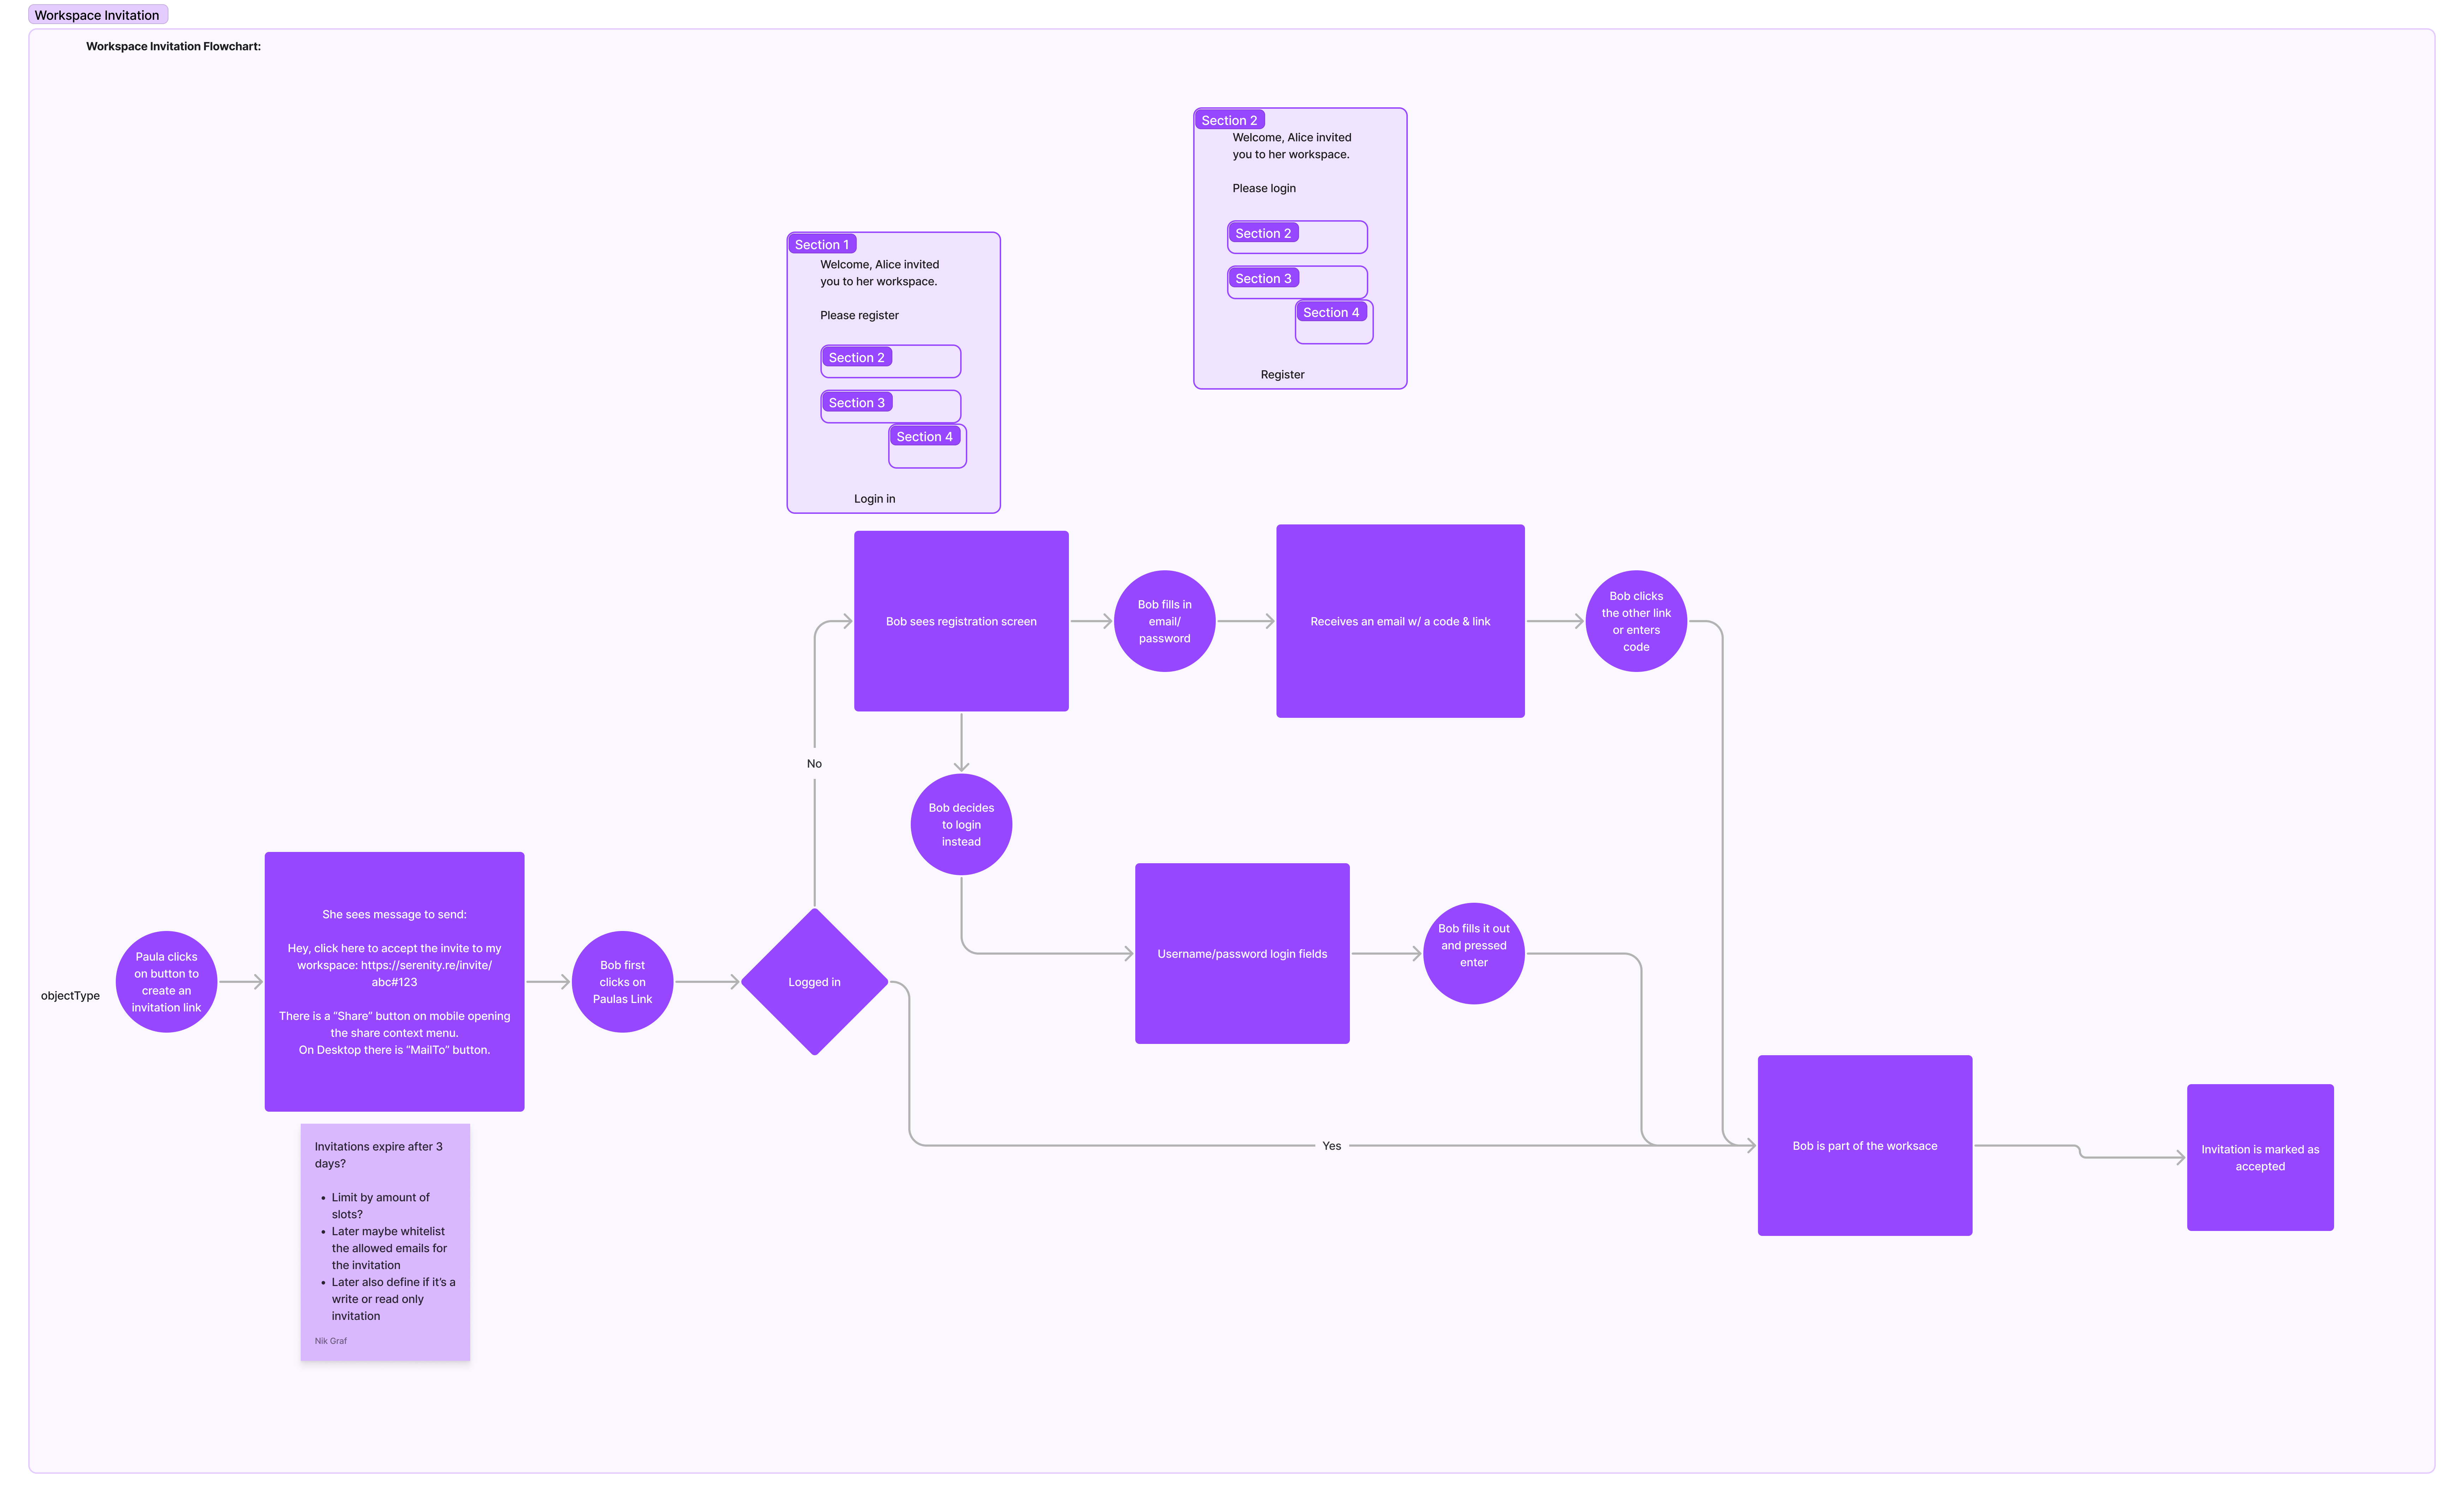 Workspace Invitation
Workspace Invitation Flowchart:
Section 2
Welcome, Alice invited
you to her workspace.
Please login
Section 2
Section 3
Section 4
Register
Section 1
Welcome, Alice invited
you to her workspace.
Please register
Section 2
Section 3
Section 4
Login in
Bob sees registration screen
Bob fills in
email/
password
Receives an email w/ a code & link
Bob clicks
the other link
or enters
code
No
Bob decides
to login
instead
objectType
Paula clicks
on button to
create an
invitation link
She sees message to send:
Hey, click here to accept the invite to my
workspace: https://serenity.re/invite/
abc#123
There is a “Share” button on mobile opening
the share context menu.
On Desktop there is “MailTo” button.
Bob first
clicks on
Paulas Link
Logged in
Username/password login fields
Bob fills it out
and pressed
enter
Yes
Bob is part of the worksace
Invitation is marked as
accepted
Invitations expire after 3
days?
• Limit by amount of
slots?
• Later maybe whitelist
the allowed emails for
the invitation
• Later also define if it’s a
write or read only
invitation
Nik Graf